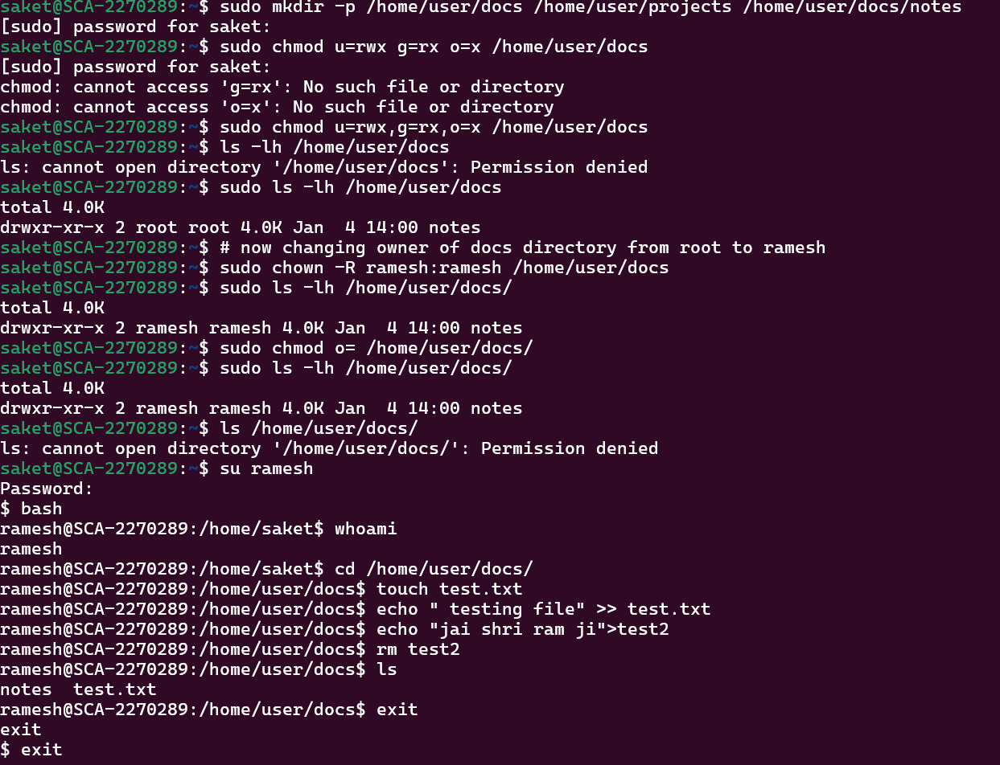 saket@SCA-2270289:~$ sudo mkdir -p /home/user/docs /home/user/projects /home/user/docs/notes
[sudo] password for saket:
saket@SCA-2270289:~$ sudo chmod u=rwx g=rx o=x /home/user/docs
[sudo] password for saket:
chmod: cannot access 'g=rx': No such file or directory
chmod: cannot access 'o=x': No such file or directory
saket@SCA-2270289:~$ sudo chmod u=rwx,g=rx,o=x /home/user/docs
saket@SCA-2270289:~$ ls -lh /home/user/docs
ls: cannot open directory '/home/user/docs': Permission denied
saket@SCA-2270289:~$ sudo ls -lh /home/user/docs
total 4.0K
drwxr-xr-x 2 root root 4.0K Jan  4 14:00 notes
saket@SCA-2270289:~$ # now changing owner of docs directory from root to ramesh
saket@SCA-2270289:~$ sudo chown -R ramesh:ramesh /home/user/docs
saket@SCA-2270289:~$ sudo ls -lh /home/user/docs/
total 4.0K
drwxr-xr-x 2 ramesh ramesh 4.0K Jan  4 14:00 notes
saket@SCA-2270289:~$ sudo chmod o= /home/user/docs/
saket@SCA-2270289:~$ sudo ls -lh /home/user/docs/
total 4.0K
drwxr-xr-x 2 ramesh ramesh 4.0K Jan  4 14:00 notes
saket@SCA-2270289:~$ ls /home/user/docs/
ls: cannot open directory '/home/user/docs/': Permission denied
saket@SCA-2270289:~$ su ramesh
Password:
$ bash
ramesh@SCA-2270289:/home/saket$ whoami
ramesh
ramesh@SCA-2270289:/home/saket$ cd /home/user/docs/
ramesh@SCA-2270289:/home/user/docs$ touch test.txt
ramesh@SCA-2270289:/home/user/docs$ echo " testing file" >> test.txt
ramesh@SCA-2270289:/home/user/docs$ echo "jai shri ram ji">test2
ramesh@SCA-2270289:/home/user/docs$ rm test2
ramesh@SCA-2270289:/home/user/docs$ ls
notes  test.txt
ramesh@SCA-2270289:/home/user/docs$ exit
exit
$ exit